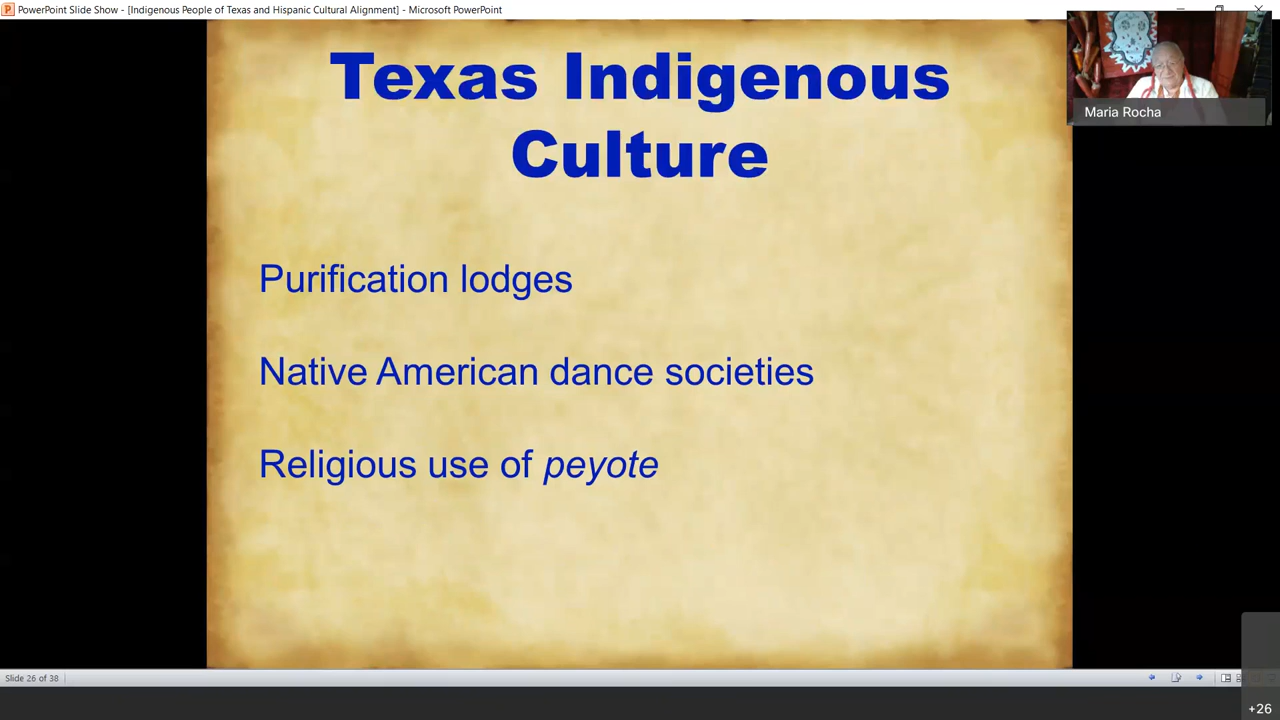 PowerPoint Slide Show - [Indigenous People of Texas and Hispanic Cultural Alignment] - Microsoft PowerPoint
Maria Rocha
Texas Indigenous
Culture
Purification lodges
Native American dance societies
Religious use of peyote
Slide 26 of 38
+26